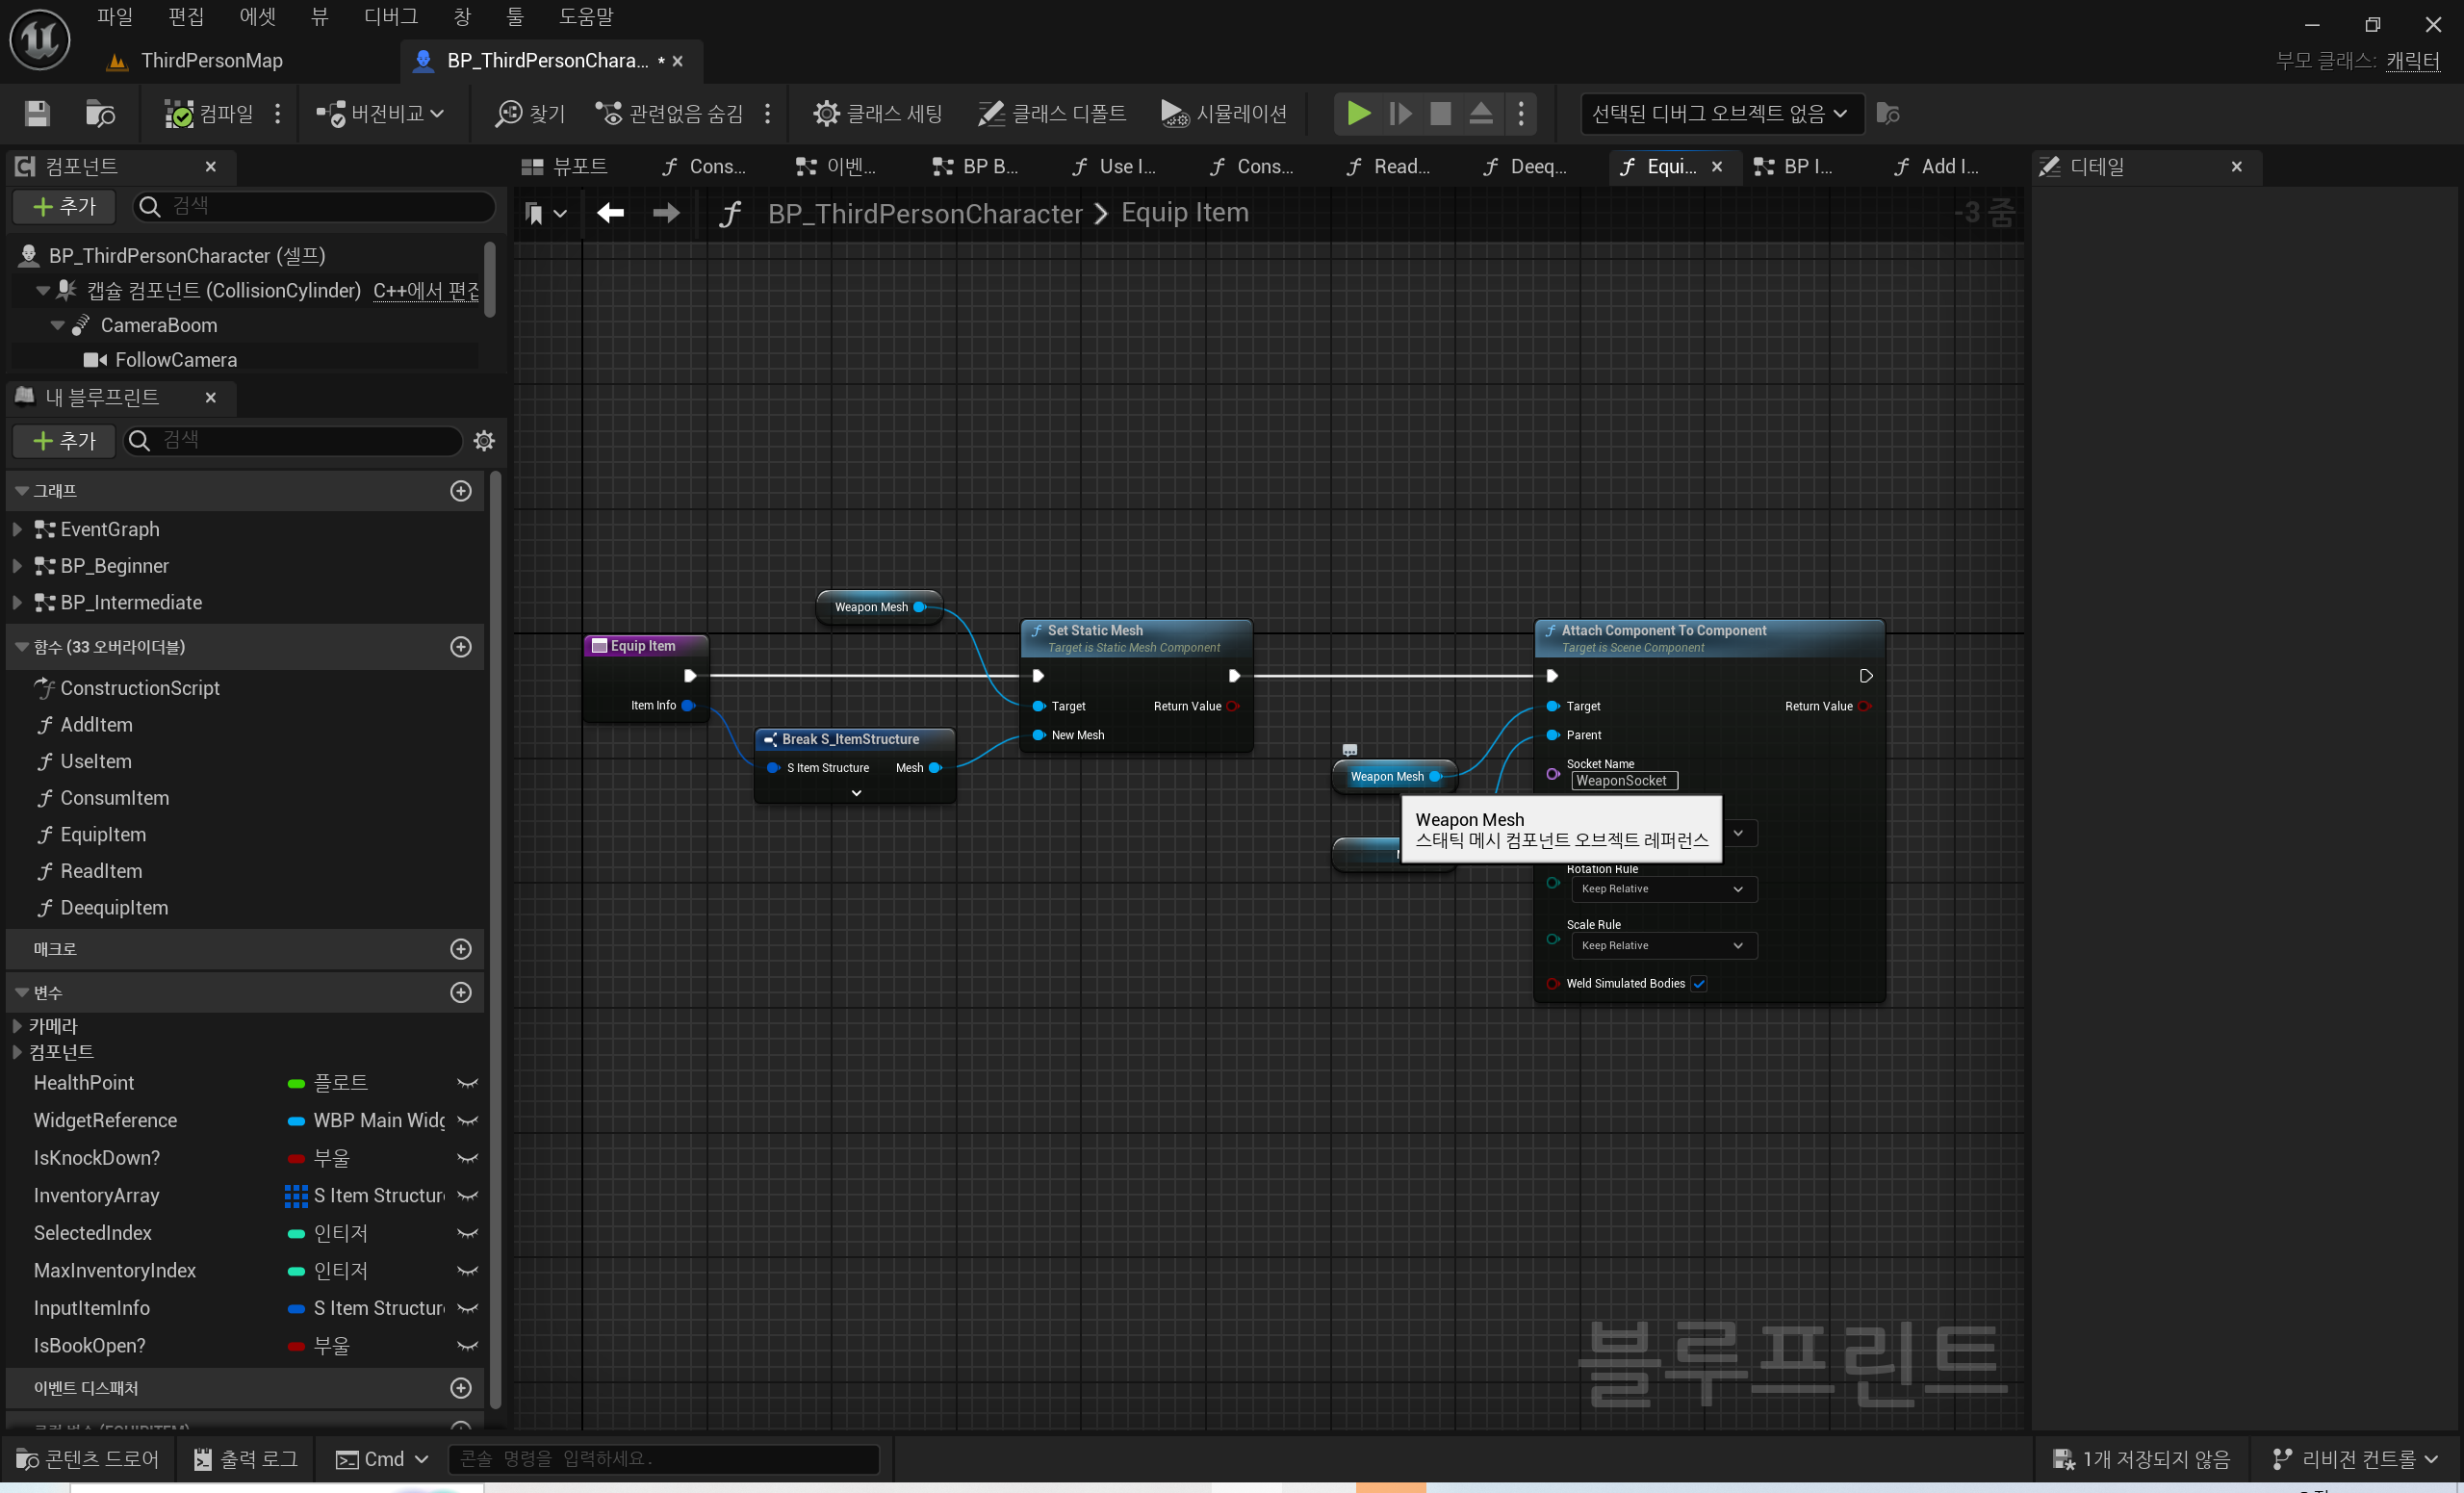 파일 편집 에셋 뷰 디버그 창 툴 도움말
ThirdPersonMap
BP_ThirdPersonChara... *
부모 클래스: 캐릭터
컴파일 버전비교 찾기 관련없음 숨김 클래스 세팅 클래스 디폴트 시뮬레이션 선택된 디버그 오브젝트 없음
컴포넌트
뷰포트 Cons... 이벤... BP B... Use I... Cons... Read... Deeq... Equi... BP I... Add I...
디테일
추가 검색
BP_ThirdPersonCharacter > Equip Item
-3 줌
BP_ThirdPersonCharacter (셀프)
캡슐 컴포넌트 (CollisionCylinder) C++에서 편집
CameraBoom
FollowCamera
내 블루프린트
추가 검색
그래프
EventGraph
BP_Beginner
BP_Intermediate
함수 (33 오버라이더블)
ConstructionScript
AddItem
UseItem
ConsumItem
EquipItem
ReadItem
DeequipItem
매크로
변수
카메라
컴포넌트
HealthPoint 플로트
WidgetReference WBP Main Widg
IsKnockDown? 부울
InventoryArray S Item Structur
SelectedIndex 인티저
MaxInventoryIndex 인티저
InputItemInfo S Item Structur
IsBookOpen? 부울
이벤트 디스패처
Weapon Mesh
Equip Item
Item Info
Break S_ItemStructure
S Item Structure Mesh
Set Static Mesh
Target is Static Mesh Component
Target Return Value
New Mesh
Weapon Mesh
Weapon Mesh
스태틱 메시 컴포넌트 오브젝트 레퍼런스
Attach Component To Component
Target is Scene Component
Target Return Value
Parent
Socket Name
WeaponSocket
Rotation Rule
Keep Relative
Scale Rule
Keep Relative
Weld Simulated Bodies
블루프린트
콘텐츠 드로어 출력 로그 Cmd 콘솔 명령을 입력하세요.
1개 저장되지 않음 리비전 컨트롤